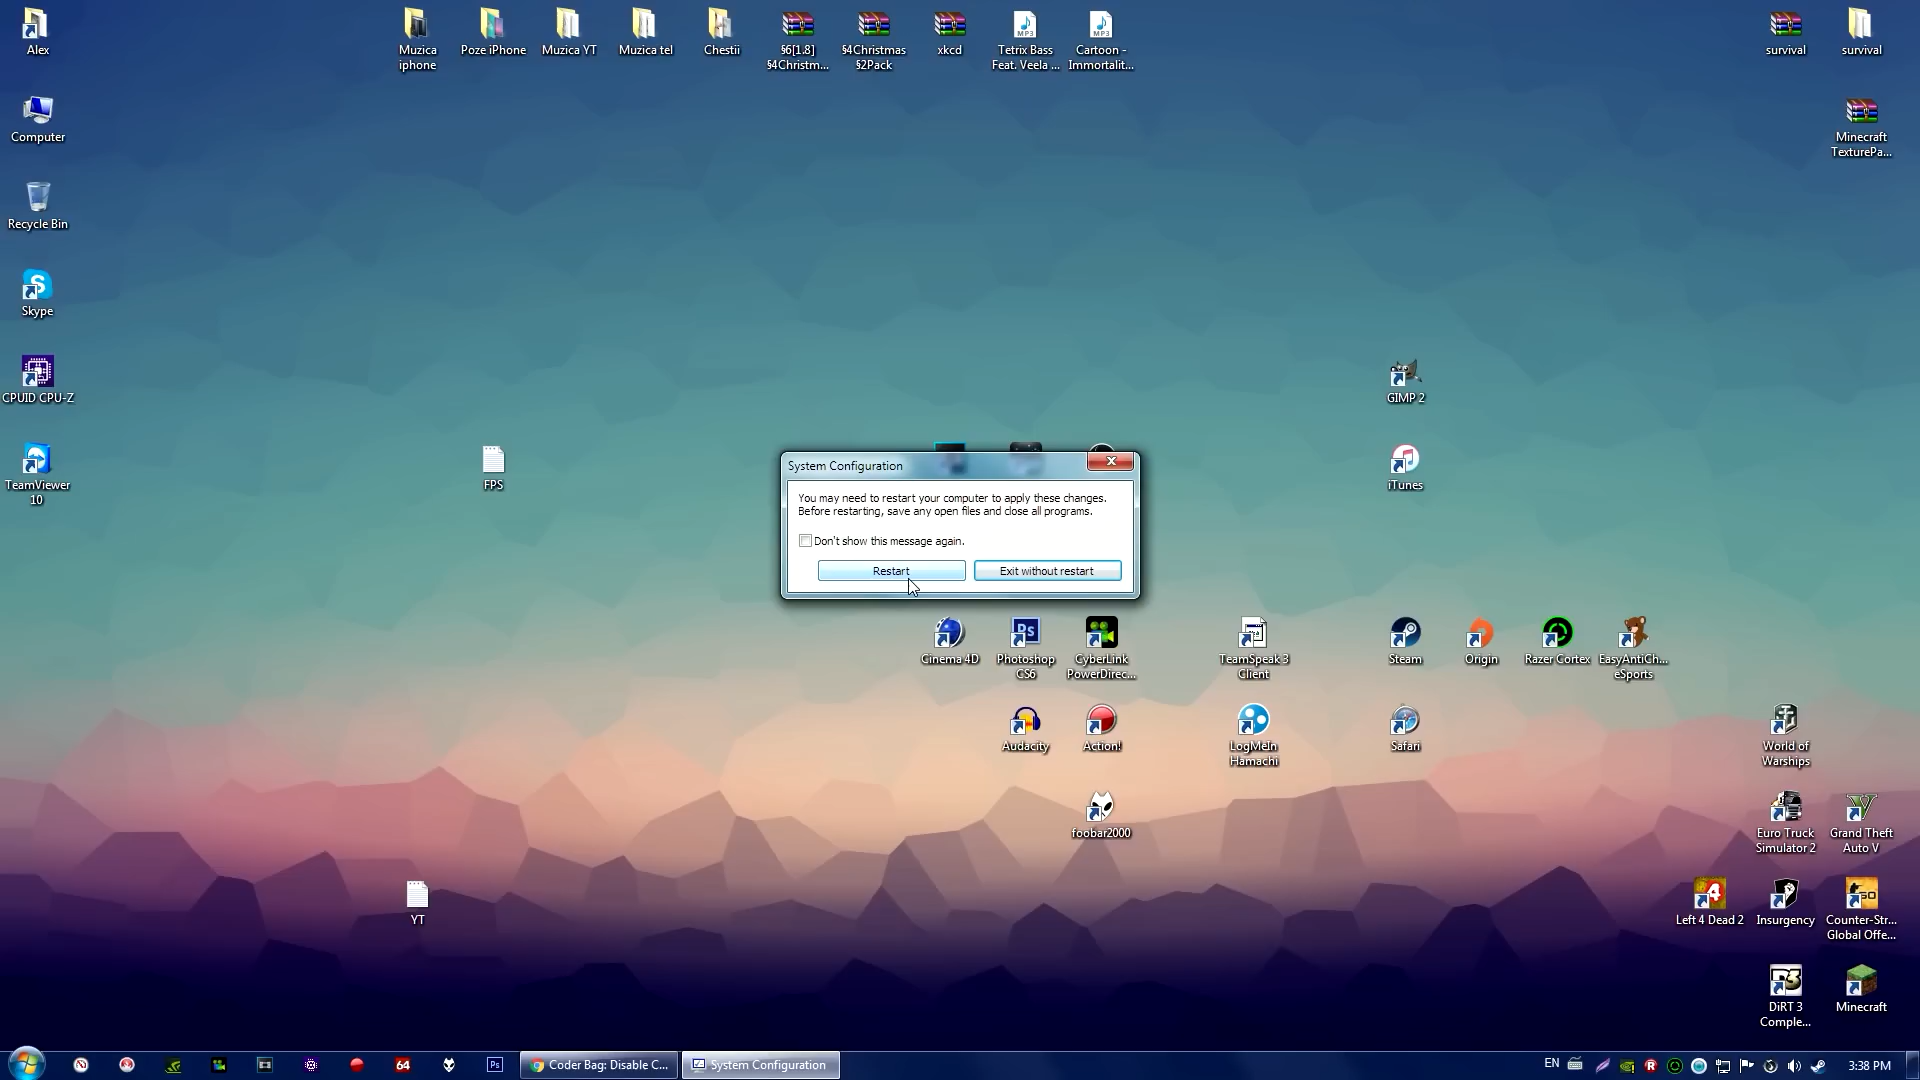 Alex
Muzica
iphone
Poze iPhone
Muzica YT
Muzica tel
Chestii
§6[1.8]
§4Christm...
§4Christmas
§2Pack
xkcd
MP3
Tetrix Bass
Feat. Veela ...
MP3
Cartoon -
Immortalit...
survival
survival
Computer
Minecraft
TexturePa...
Recycle Bin
Skype
CPUID CPU-Z
GIMP 2
TeamViewer
10
FPS
iTunes
System Configuration
You may need to restart your computer to apply these changes.
Before restarting, save any open files and close all programs.
Don't show this message again.
Restart
Exit without restart
Cinema 4D
Ps
Photoshop
CS6
CyberLink
PowerDirec...
TeamSpeak 3
Client
Steam
Origin
Razer Cortex
EasyAntiCh...
eSports
Audacity
Action!
LogMeIn
Hamachi
Safari
World of
Warships
foobar2000
Euro Truck
Simulator 2
Grand Theft
Auto V
YT
Left 4 Dead 2
Insurgency
Counter-Str...
Global Offe...
DiRT 3
Comple...
Minecraft
64
Ps
Coder Bag: Disable C...
System Configuration
EN
3:38 PM